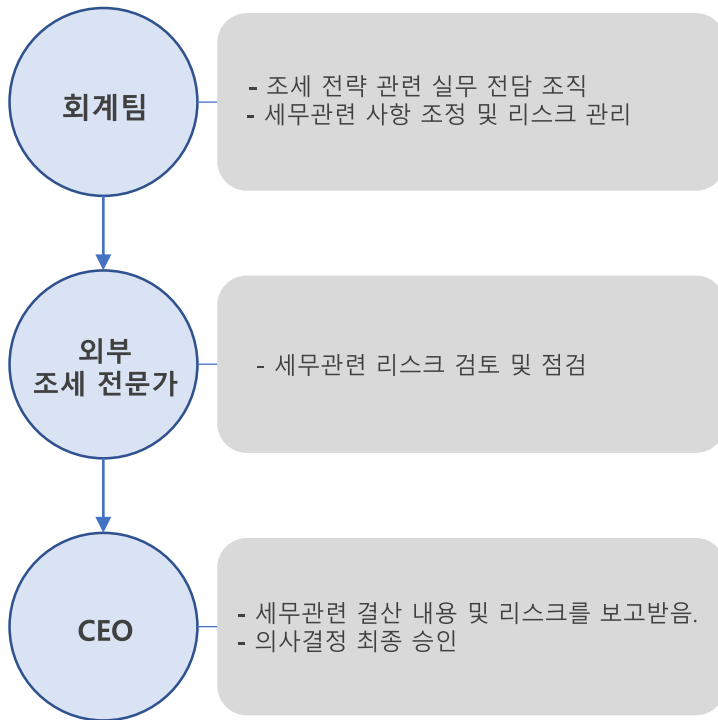 회계팀
- 조세 전략 관련 실무 전담 조직
- 세무관련 사항 조정 및 리스크 관리
외부
조세 전문가
- 세무관련 리스크 검토 및 점검
CEO
- 세무관련 결산 내용 및 리스크를 보고받음.
- 의사결정 최종 승인